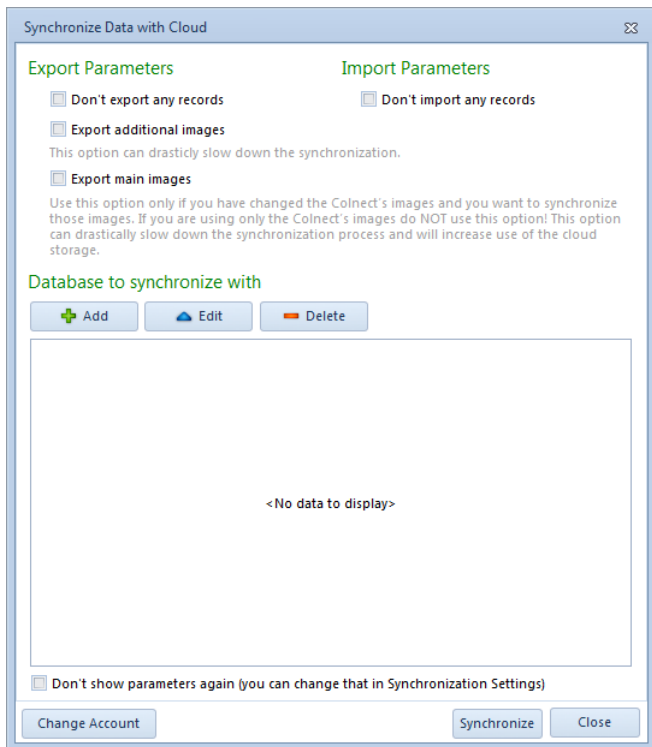 Synchronize Data with Cloud
Export Parameters
Import Parameters
Don't export any records
Don't import any records
Export additional images
This option can drasticly slow down the synchronization.
Export main images
Use this option only if you have changed the Colnect's images and you want to synchronize
those images. If you are using only the Colnect's images do NOT use this option! This option
can drastically slow down the synchronization process and will increase use of the cloud
storage.
Database to synchronize with
Add
Edit
Delete
<No data to display>
Don't show parameters again (you can change that in Synchronization Settings)
Change Account
Synchronize
Close